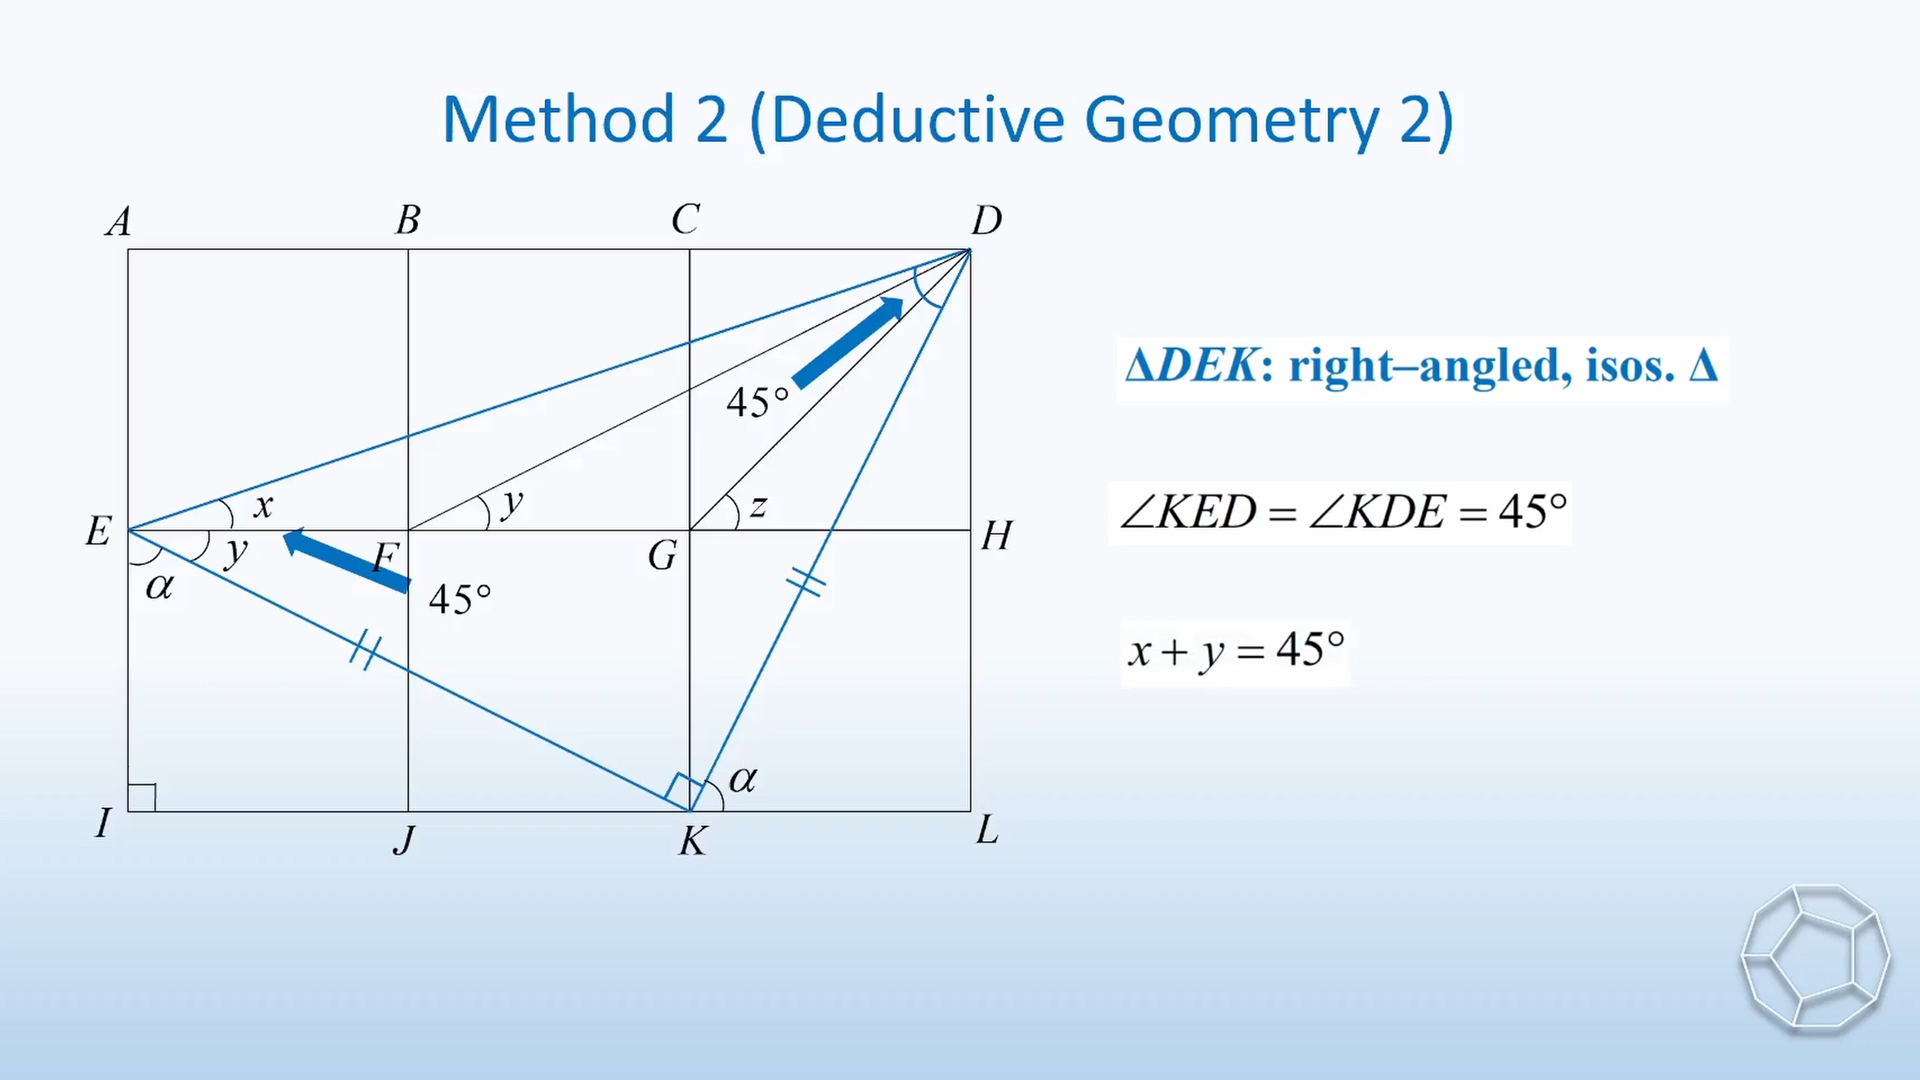 Method 2 (Deductive Geometry 2)
A B C D
45°
ΔDEK: right–angled, isos. Δ
x y z
∠KED = ∠KDE = 45°
E F G H
y
α 45°
x + y = 45°
α
I J K L